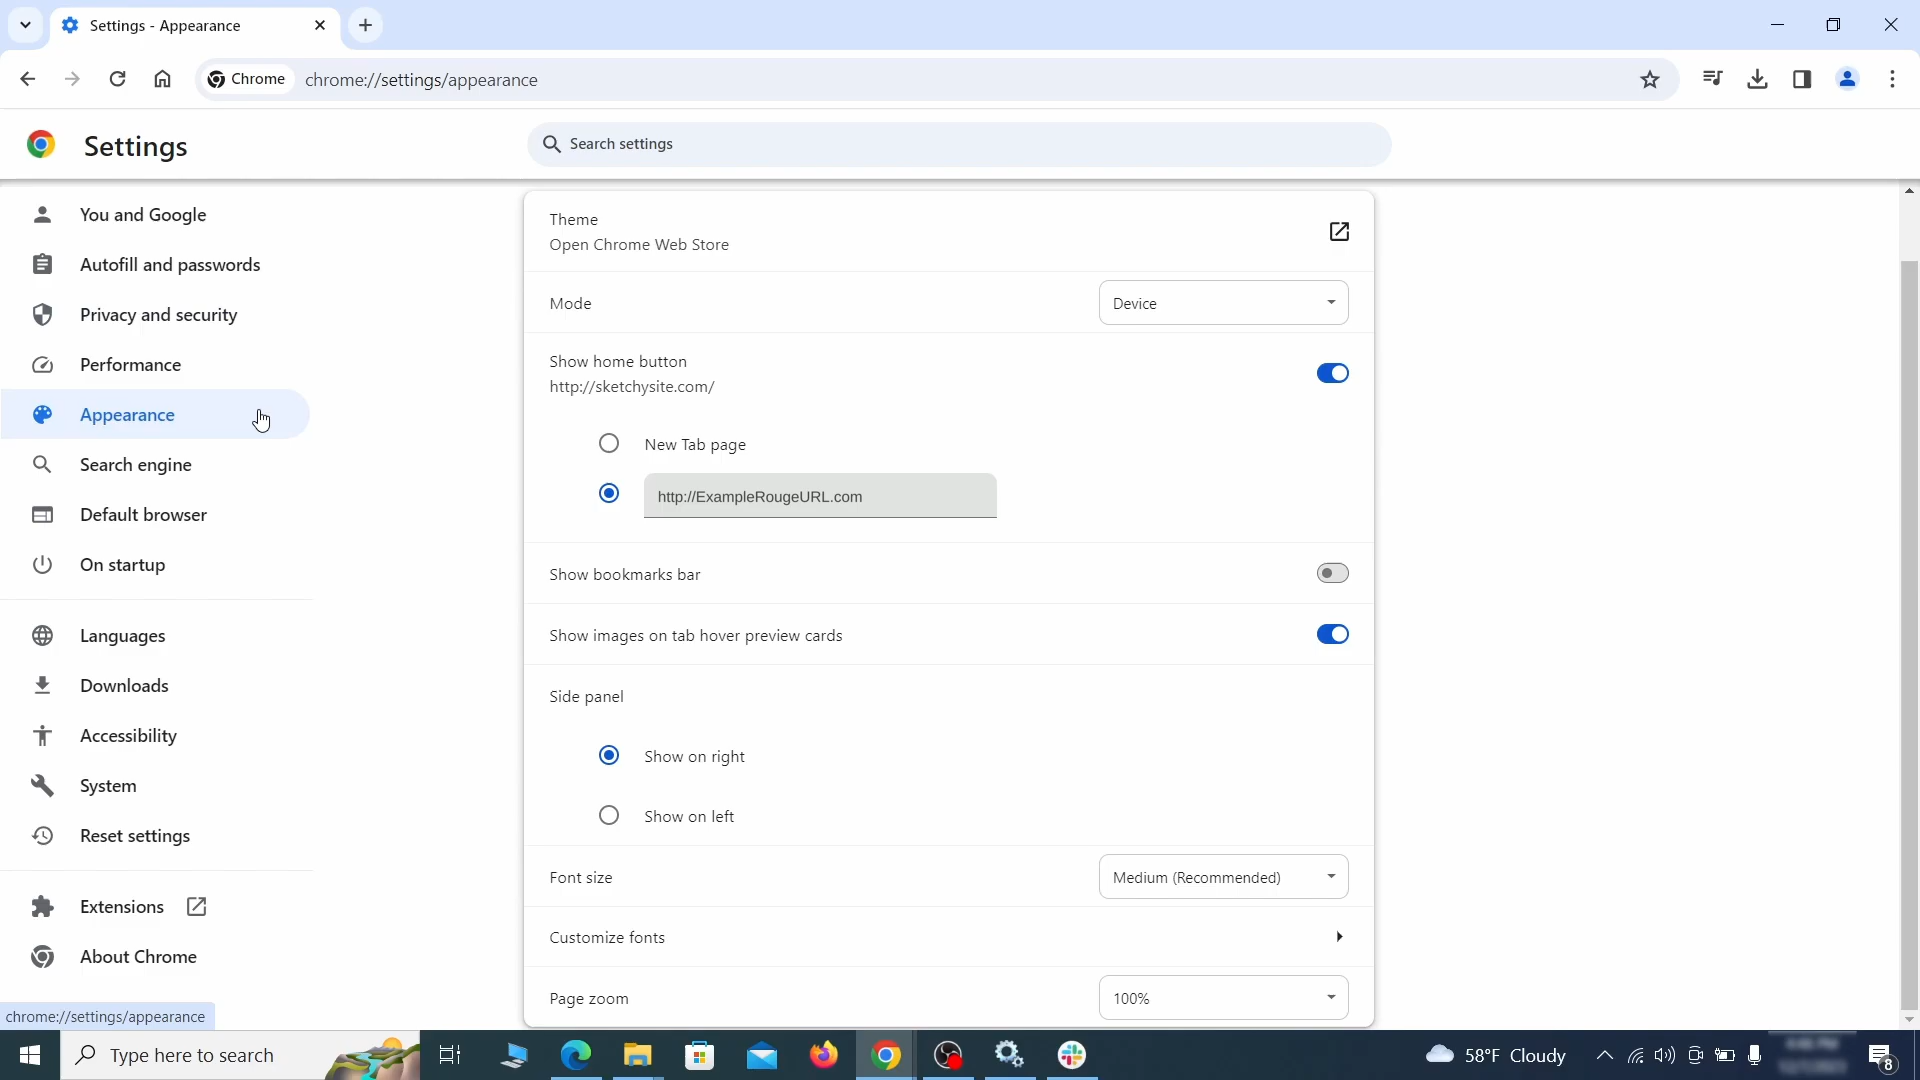 Settings - Appearance
Chrome
chrome://settings/appearance
Settings
Search settings
You and Google
Autofill and passwords
Privacy and security
Performance
Appearance
Search engine
Default browser
On startup
Languages
Downloads
Accessibility
System
Reset settings
Extensions
About Chrome
Theme
Open Chrome Web Store
Mode
Device
Show home button
http://sketchysite.com/
New Tab page
http://ExampleRougeURL.com
Show bookmarks bar
Show images on tab hover preview cards
Side panel
Show on right
Show on left
Font size
Medium (Recommended)
Customize fonts
Page zoom
100%
chrome://settings/appearance
Type here to search
58°F Cloudy
8